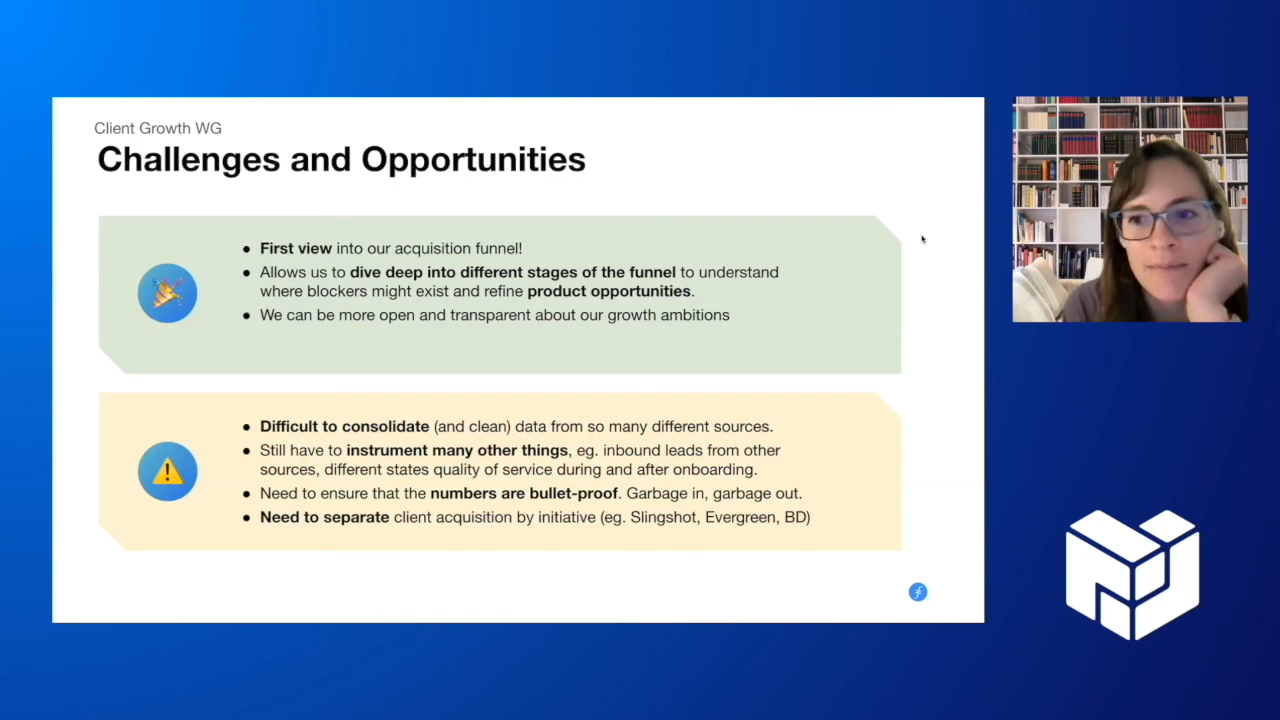 Client Growth WG
Challenges and Opportunities
● First view into our acquisition funnel!
● Allows us to dive deep into different stages of the funnel to understand
where blockers might exist and refine product opportunities.
● We can be more open and transparent about our growth ambitions
● Difficult to consolidate (and clean) data from so many different sources.
● Still have to instrument many other things, eg. inbound leads from other
sources, different states quality of service during and after onboarding.
● Need to ensure that the numbers are bullet-proof. Garbage in, garbage out.
● Need to separate client acquisition by initiative (eg. Slingshot, Evergreen, BD)